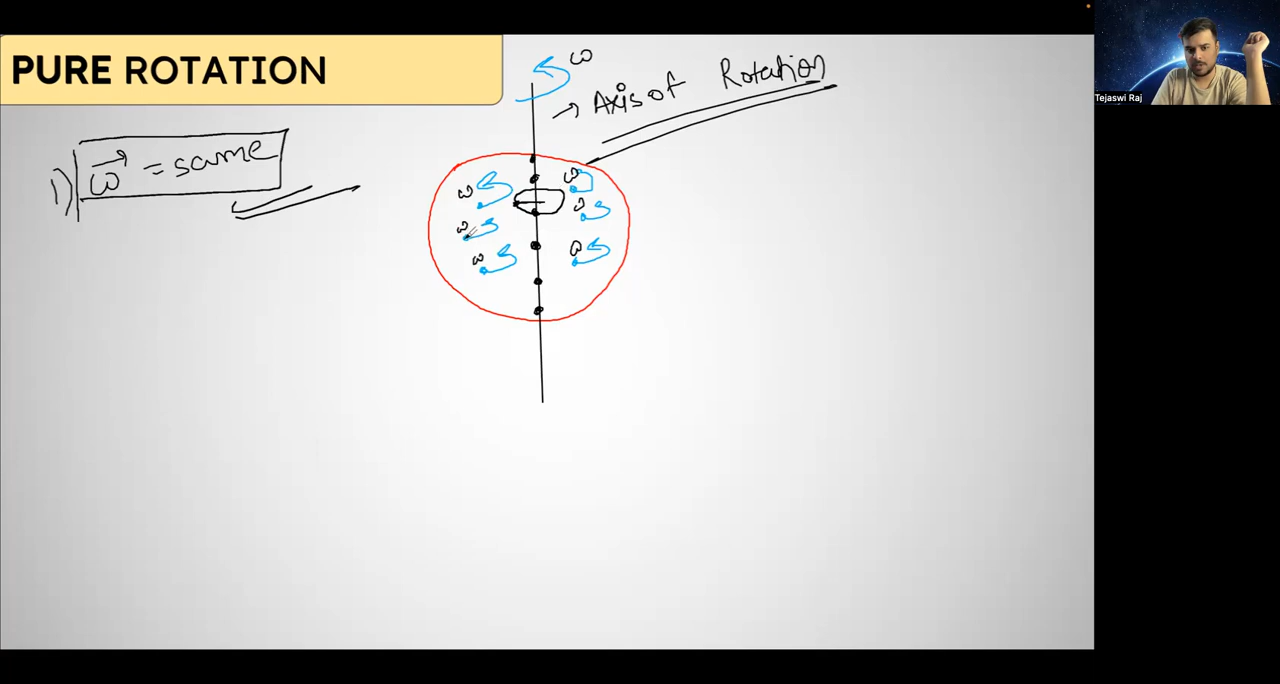 PURE ROTATION
ω
→ Axis of Rotation
1) ω⃗ = same
ω
ω
ω
ω
ω
ω
Tejaswi Raj